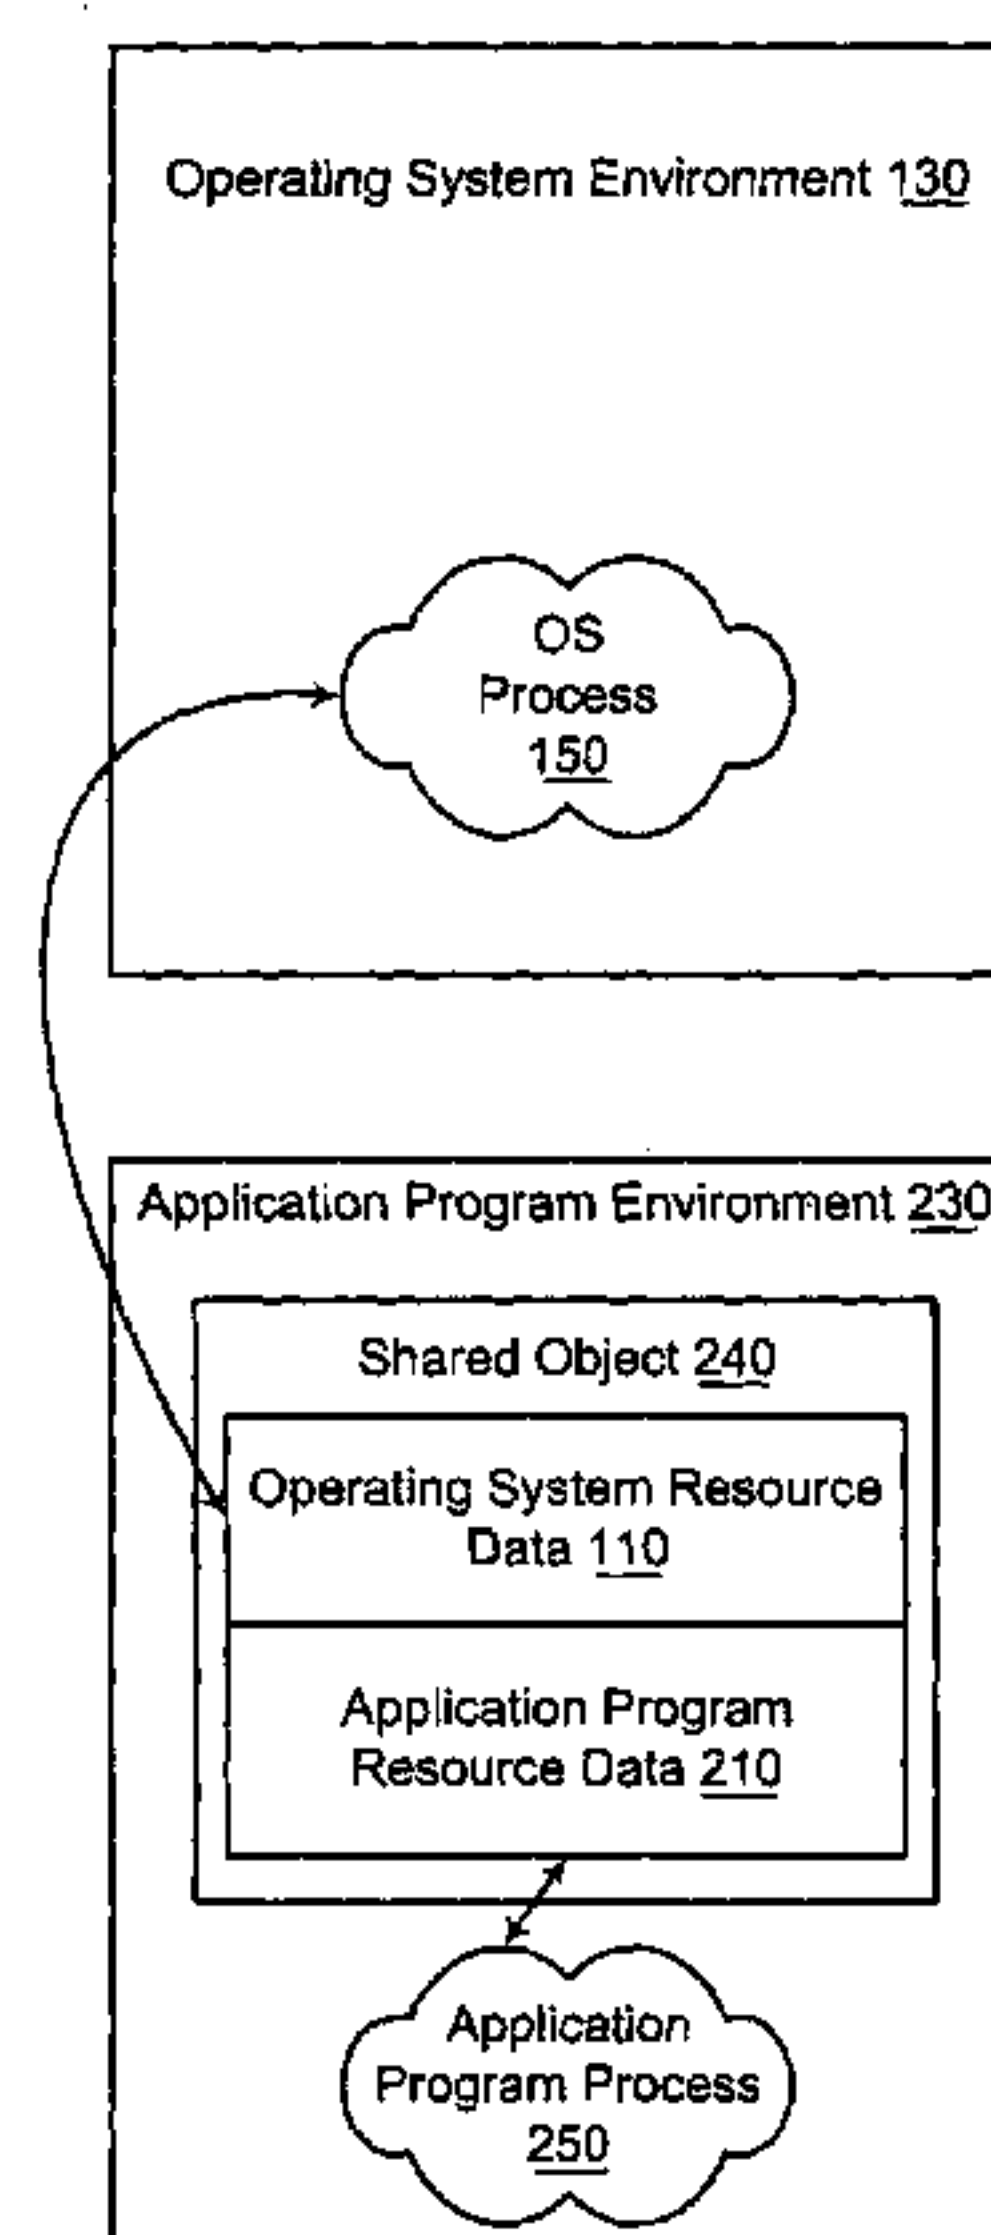 Operating System Environment 130
OS
Process
150
Application Program Environment 230
Shared Object 240
Operating System Resource
Data 110
Application Program
Resource Data 210
Application
Program Process
250